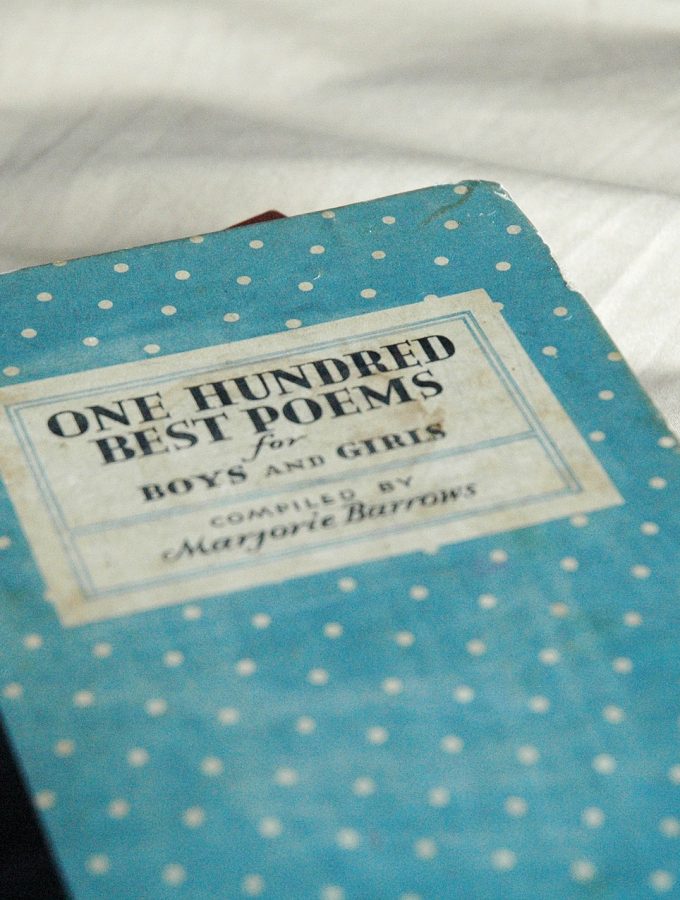 ONE HUNDRED
BEST POEMS
for
BOYS AND GIRLS
COMPILED BY
Marjorie Barrows